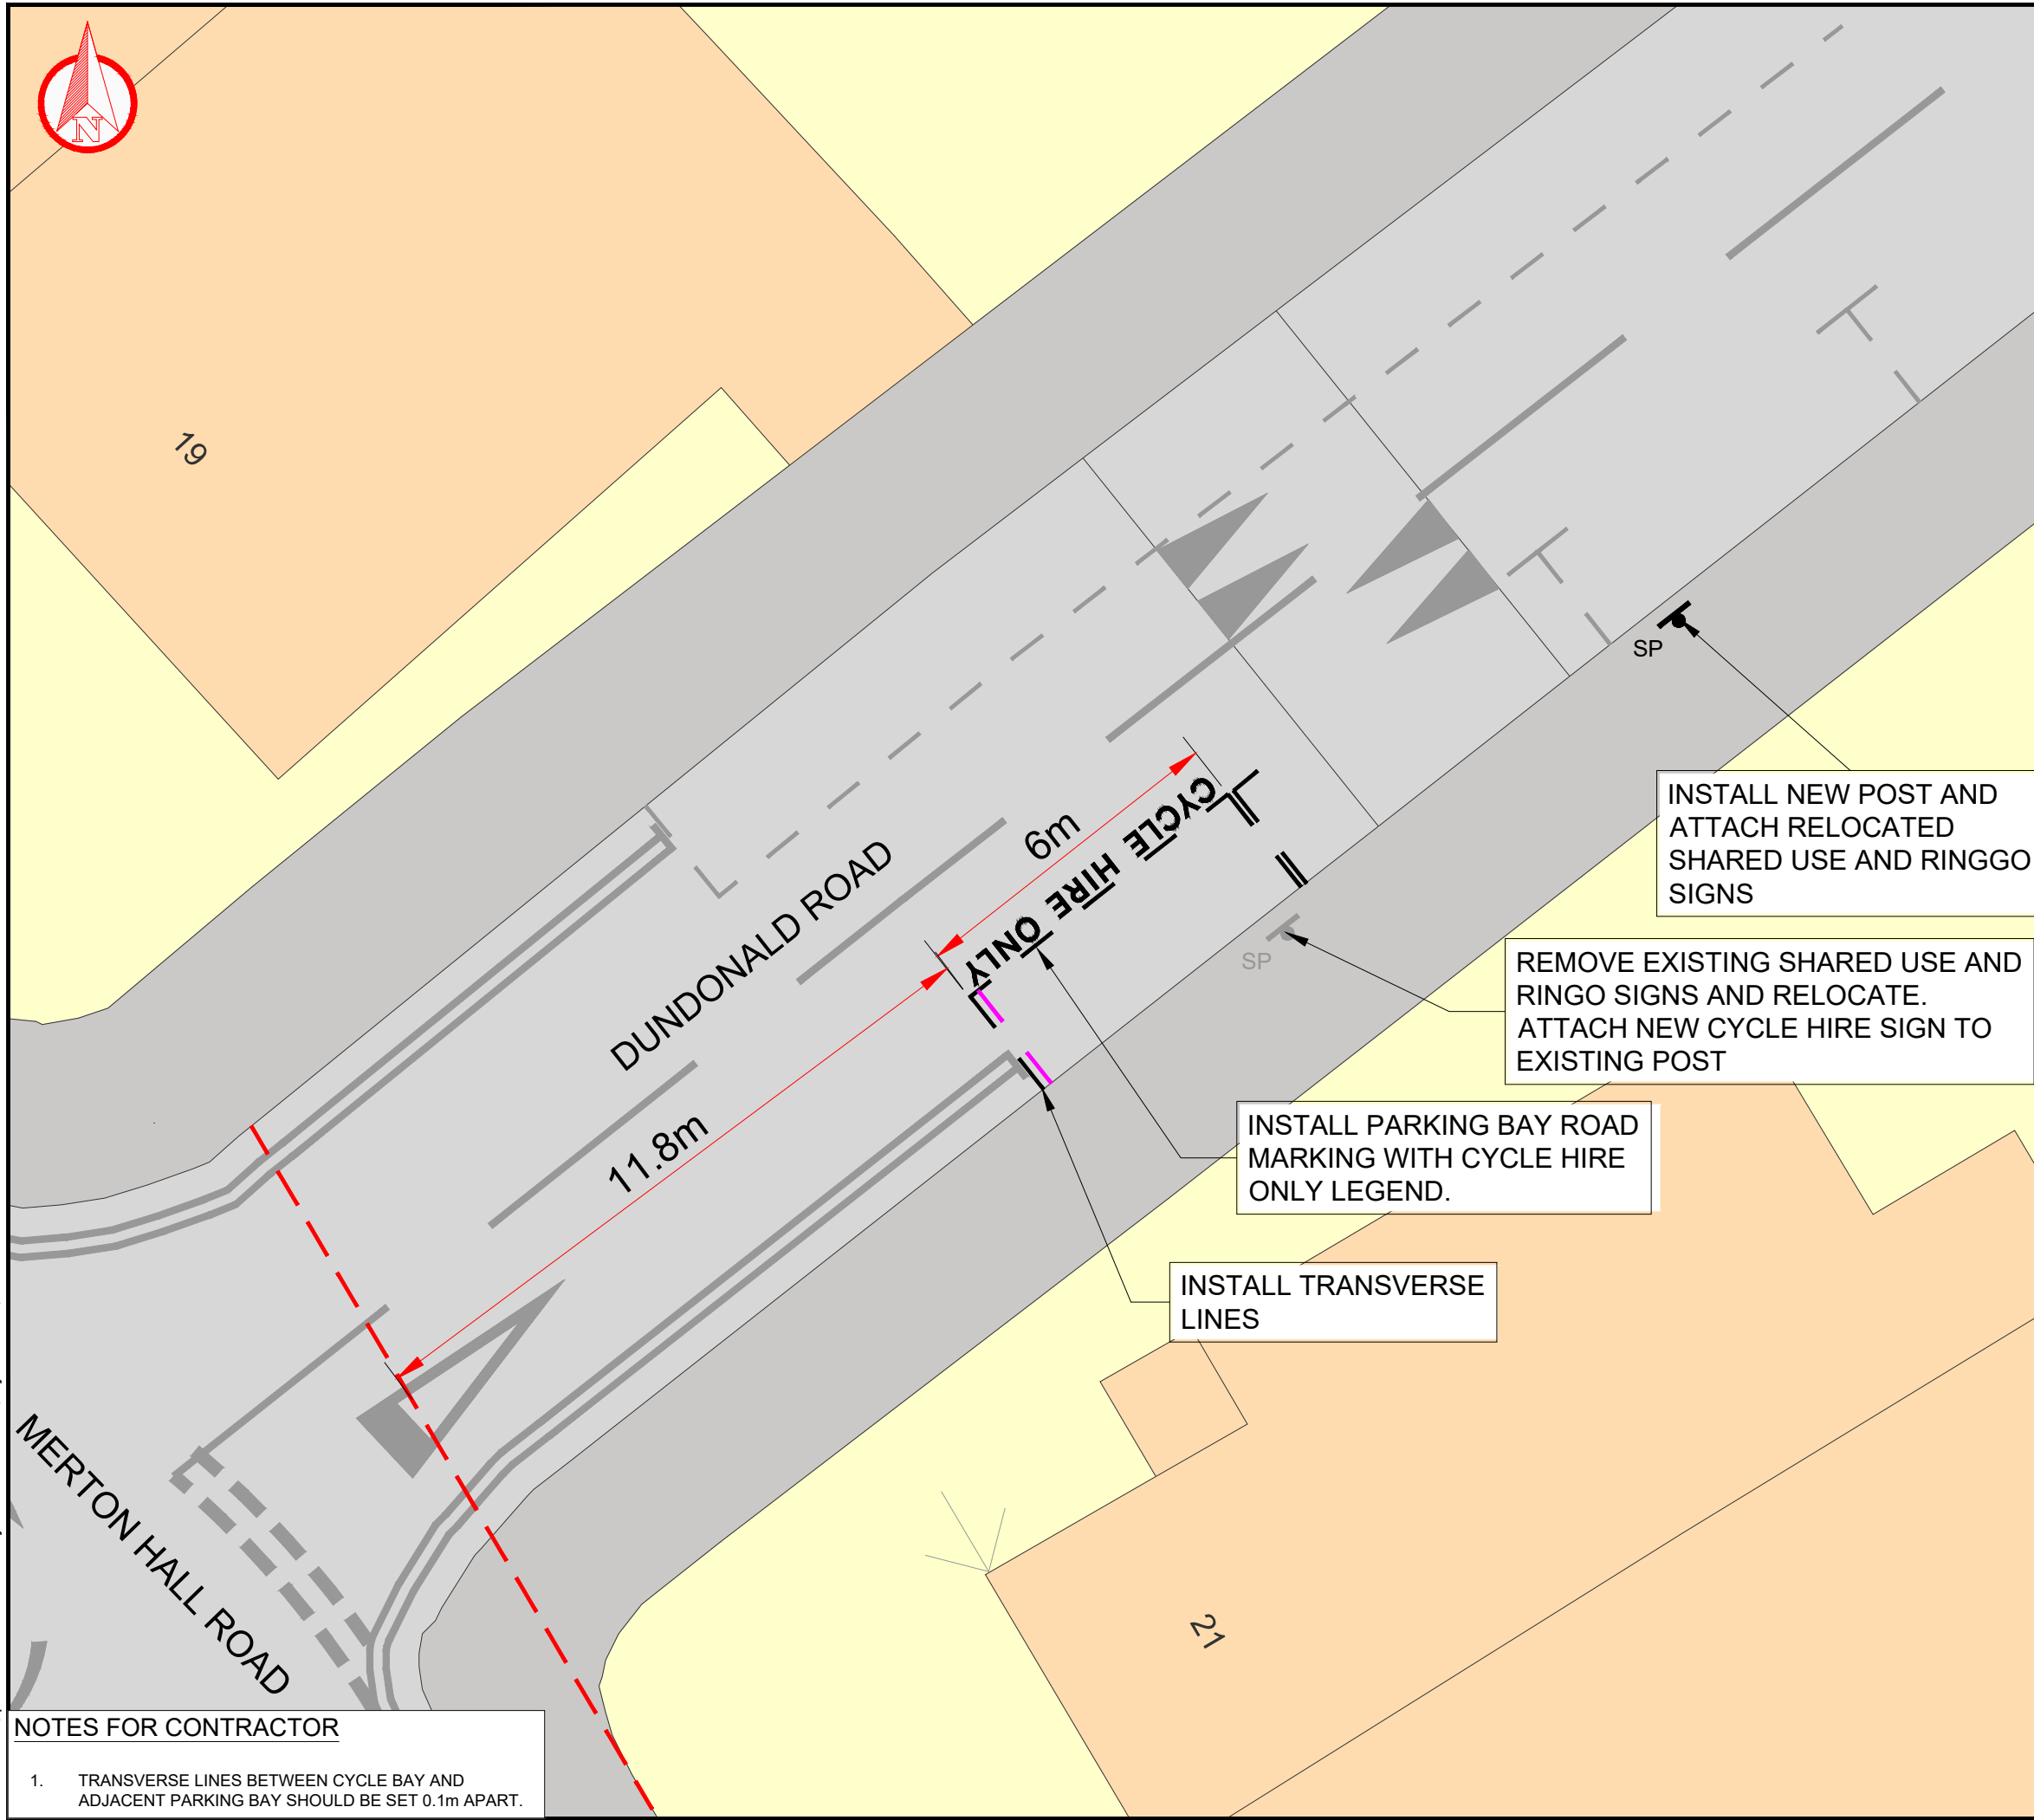 N
19
SP
INSTALL NEW POST AND
ATTACH RELOCATED
SHARED USE AND RINGGO
SIGNS
6m
CYCLE HIRE ONLY
DUNDONALD ROAD
SP
REMOVE EXISTING SHARED USE AND
RINGO SIGNS AND RELOCATE.
ATTACH NEW CYCLE HIRE SIGN TO
EXISTING POST
11.8m
INSTALL PARKING BAY ROAD
MARKING WITH CYCLE HIRE
ONLY LEGEND.
INSTALL TRANSVERSE
LINES
MERTON HALL ROAD
21
NOTES FOR CONTRACTOR
1. TRANSVERSE LINES BETWEEN CYCLE BAY AND
ADJACENT PARKING BAY SHOULD BE SET 0.1m APART.